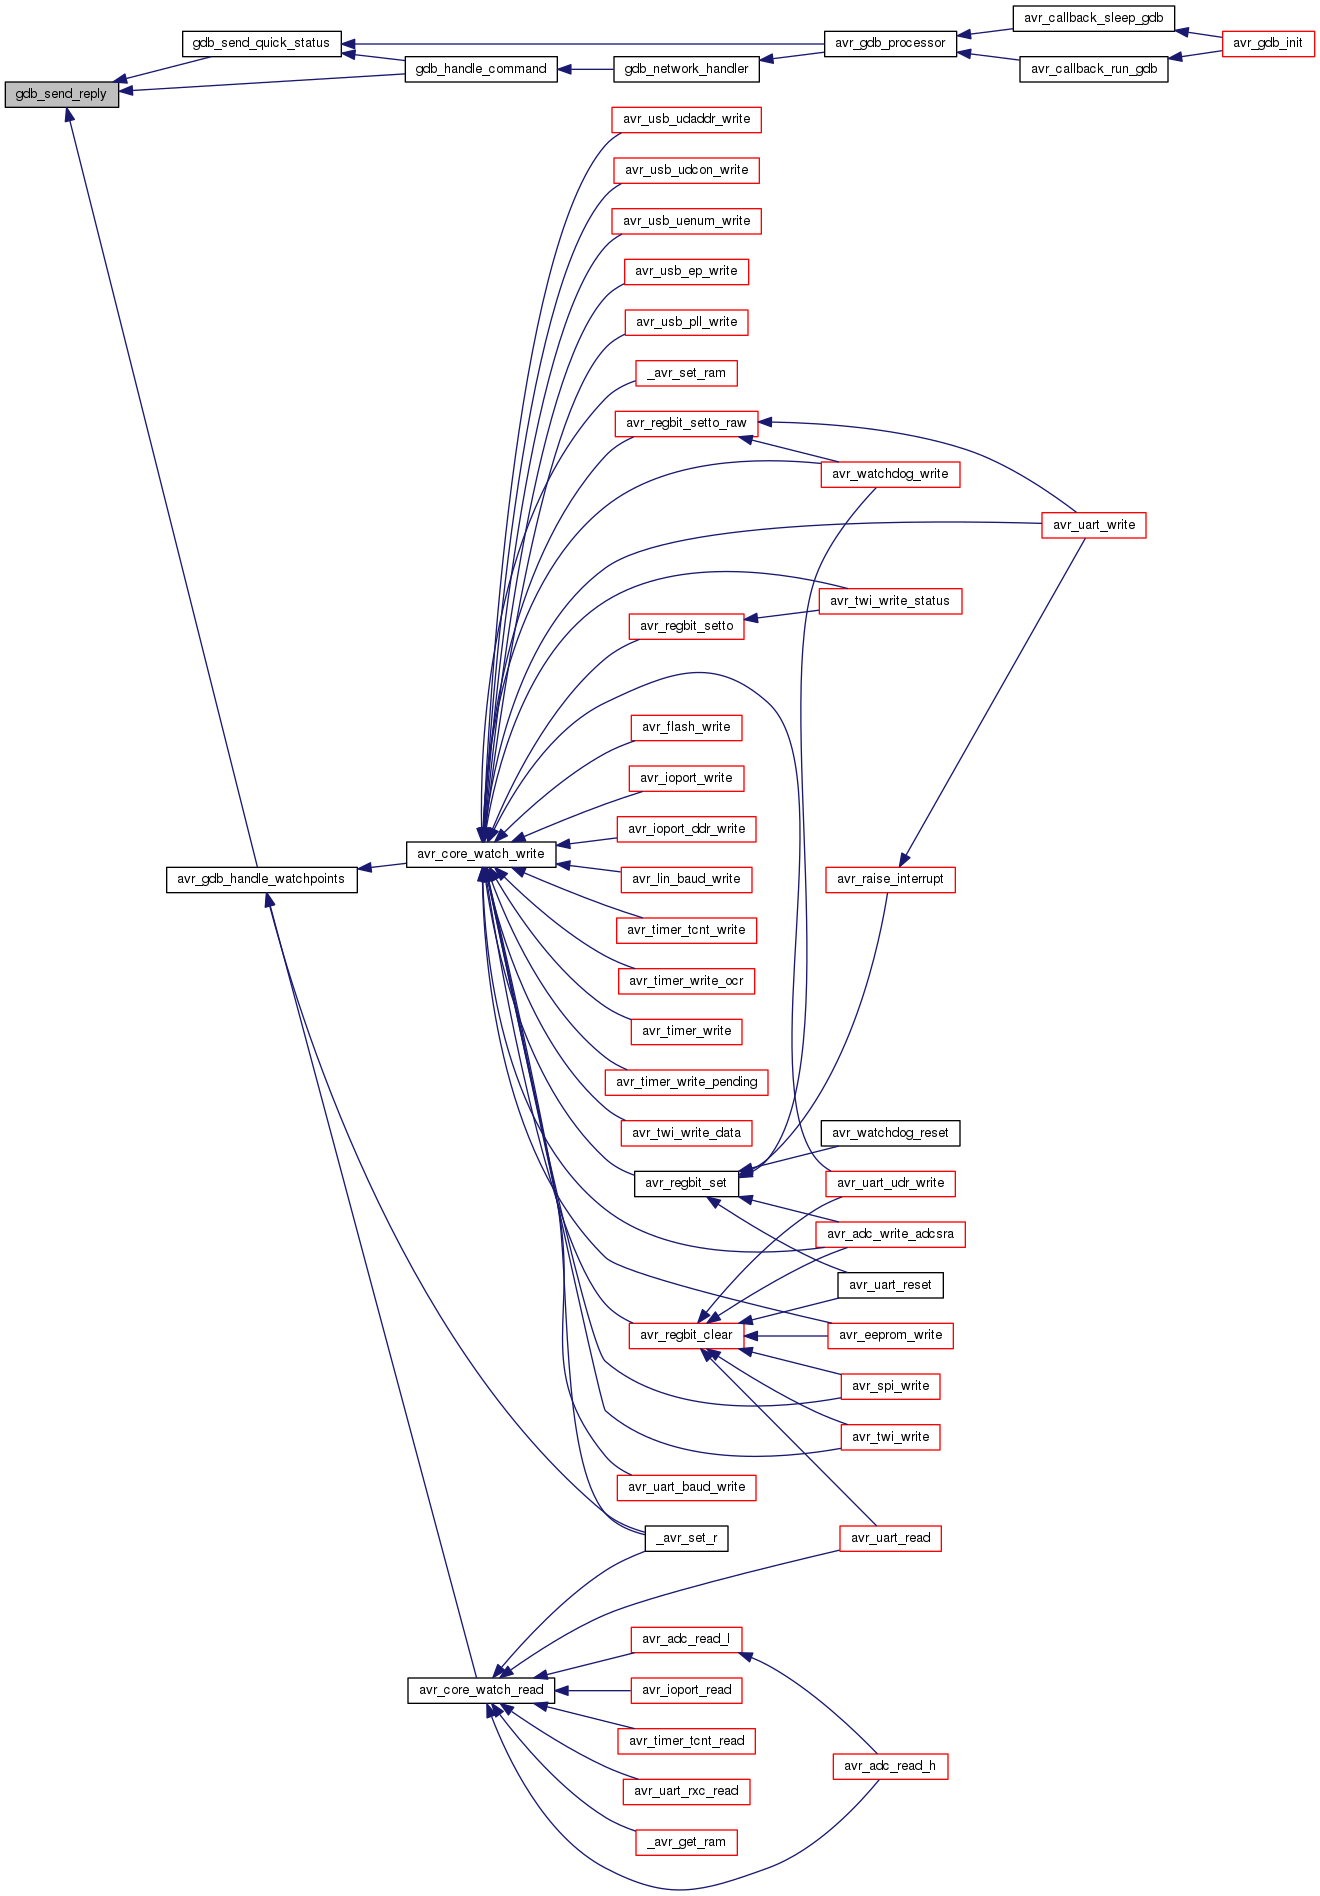 avr_callback_sleep_gdb
gdb_send_quick_status
avr_gdb_processor
avr_gdb_init
gdb_handle_command
gdb_network_handler
avr_callback_run_gdb
gdb_send_reply
avr_usb_udaddr_write
avr_usb_udcon_write
avr_usb_uenum_write
avr_usb_ep_write
avr_usb_pll_write
_avr_set_ram
avr_regbit_setto_raw
avr_watchdog_write
avr_uart_write
avr_twi_write_status
avr_regbit_setto
avr_flash_write
avr_ioport_write
avr_ioport_ddr_write
avr_core_watch_write
avr_gdb_handle_watchpoints
avr_lin_baud_write
avr_raise_interrupt
avr_timer_tcnt_write
avr_timer_write_ocr
avr_timer_write
avr_timer_write_pending
avr_twi_write_data
avr_watchdog_reset
avr_regbit_set
avr_uart_udr_write
avr_adc_write_adcsra
avr_uart_reset
avr_regbit_clear
avr_eeprom_write
avr_spi_write
avr_twi_write
avr_uart_baud_write
_avr_set_r
avr_uart_read
avr_adc_read_l
avr_core_watch_read
avr_ioport_read
avr_timer_tcnt_read
avr_adc_read_h
avr_uart_rxc_read
_avr_get_ram